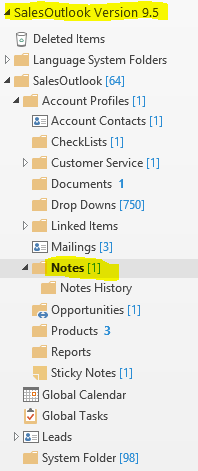 SalesOutlook Version 9.5
Deleted Items
Language System Folders
SalesOutlook [64]
Account Profiles [1]
Account Contacts [1]
CheckLists [1]
Customer Service [1]
Documents 1
Drop Downs [750]
Linked Items
Mailings [3]
Notes [1]
Notes History
Opportunities [1]
Products 3
Reports
Sticky Notes [1]
Global Calendar
Global Tasks
Leads
System Folder [98]